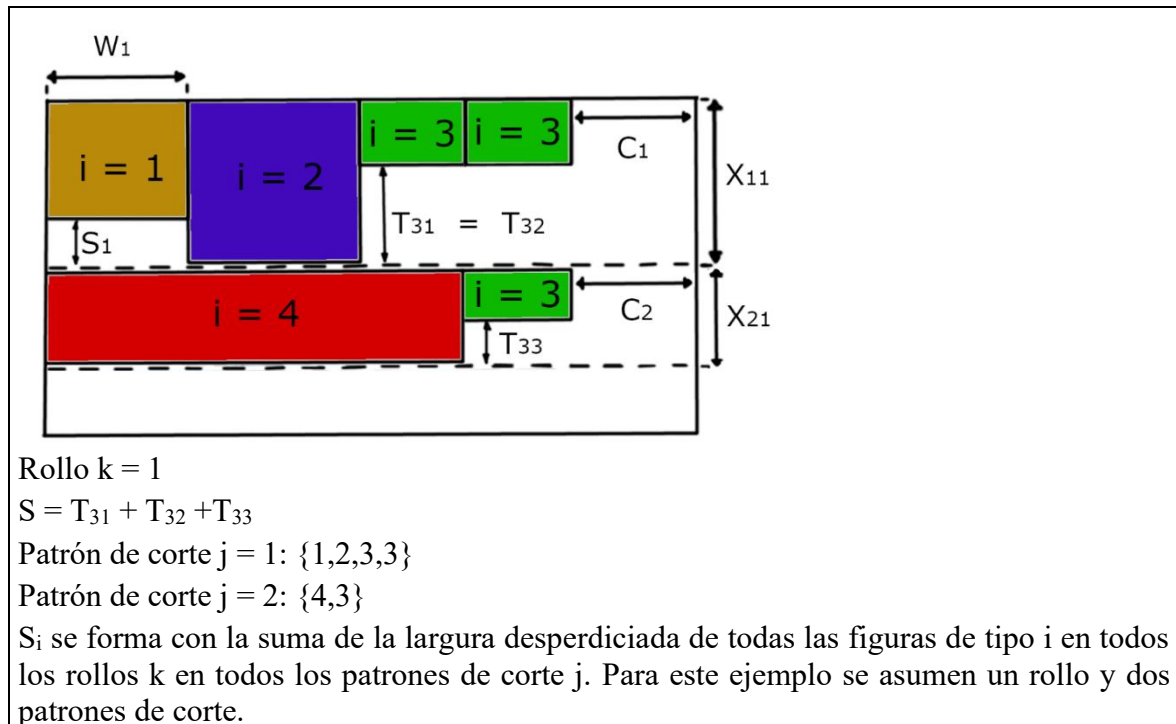 W₁
i = 1
i = 2
i = 3
i = 3
C₁
X₁₁
S₁
T₃₁ = T₃₂
i = 4
i = 3
C₂
X₂₁
T₃₃
Rollo k = 1
S = T₃₁ + T₃₂ +T₃₃
Patrón de corte j = 1: {1,2,3,3}
Patrón de corte j = 2: {4,3}
Sᵢ se forma con la suma de la largura desperdiciada de todas las figuras de tipo i en todos
los rollos k en todos los patrones de corte j. Para este ejemplo se asumen un rollo y dos
patrones de corte.